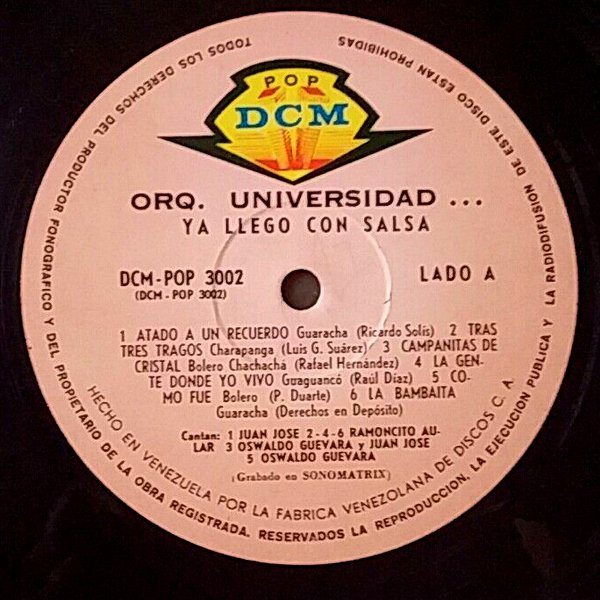 POP
DCM
ORQ. UNIVERSIDAD ...
YA LLEGO CON SALSA
DCM-POP 3002
(DCM - POP 3002)
LADO A
1 ATADO A UN RECUERDO Guaracha (Ricardo Solís) 2 TRAS
TRES TRAGOS Charapanga (Luis G. Suárez) 3 CAMPANITAS
DE CRISTAL Bolero Chachachá (Rafael Hernández) 4 LA GEN-
TE DONDE YO VIVO Guaguancó (Raúl Díaz) 5 CO-
MO FUE Bolero (P. Duarte) 6 LA BAMBAITA
Guaracha (Derechos en Depósito)
Cantan: 1 JUAN JOSE 2-4-6 RAMONCITO AU-
LAR 3 OSWALDO GUEVARA y JUAN JOSE
5 OSWALDO GUEVARA
(Grabado en SONOMATRIX)
HECHO EN VENEZUELA POR LA FABRICA VENEZOLANA DE DISCOS C. A.
TODOS LOS DERECHOS DEL PRODUCTOR FONOGRAFICO Y DEL PROPIETARIO DE LA OBRA REGISTRADA, RESERVADOS LA REPRODUCCION, LA EJECUCION PUBLICA Y LA RADIODIFUSION DE ESTE DISCO ESTAN PROHIBIDAS